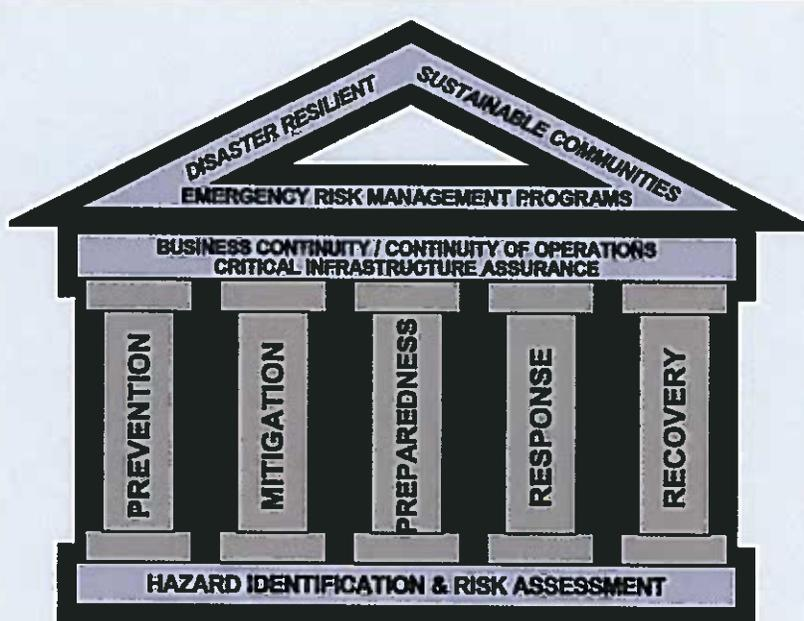 DISASTER RESILIENT
SUSTAINABLE COMMUNITIES
EMERGENCY RISK MANAGEMENT PROGRAMS
BUSINESS CONTINUITY / CONTINUITY OF OPERATIONS
CRITICAL INFRASTRUCTURE ASSURANCE
PREVENTION
MITIGATION
PREPAREDNESS
RESPONSE
RECOVERY
HAZARD IDENTIFICATION & RISK ASSESSMENT